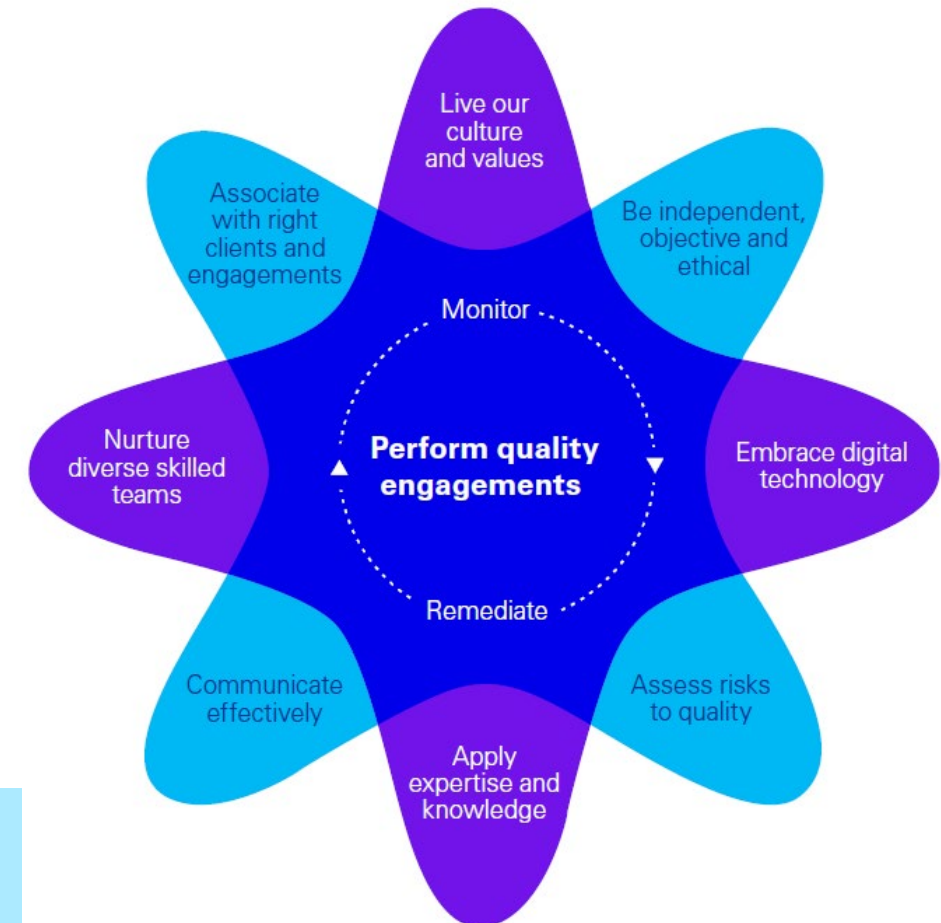 Live our
culture
and values
Be independent,
objective and
ethical
Embrace digital
technology
Assess risks
to quality
Apply
expertise and
knowledge
Communicate
effectively
Nurture
diverse skilled
teams
Associate
with right
clients and
engagements
Monitor
Perform quality
engagements
Remediate